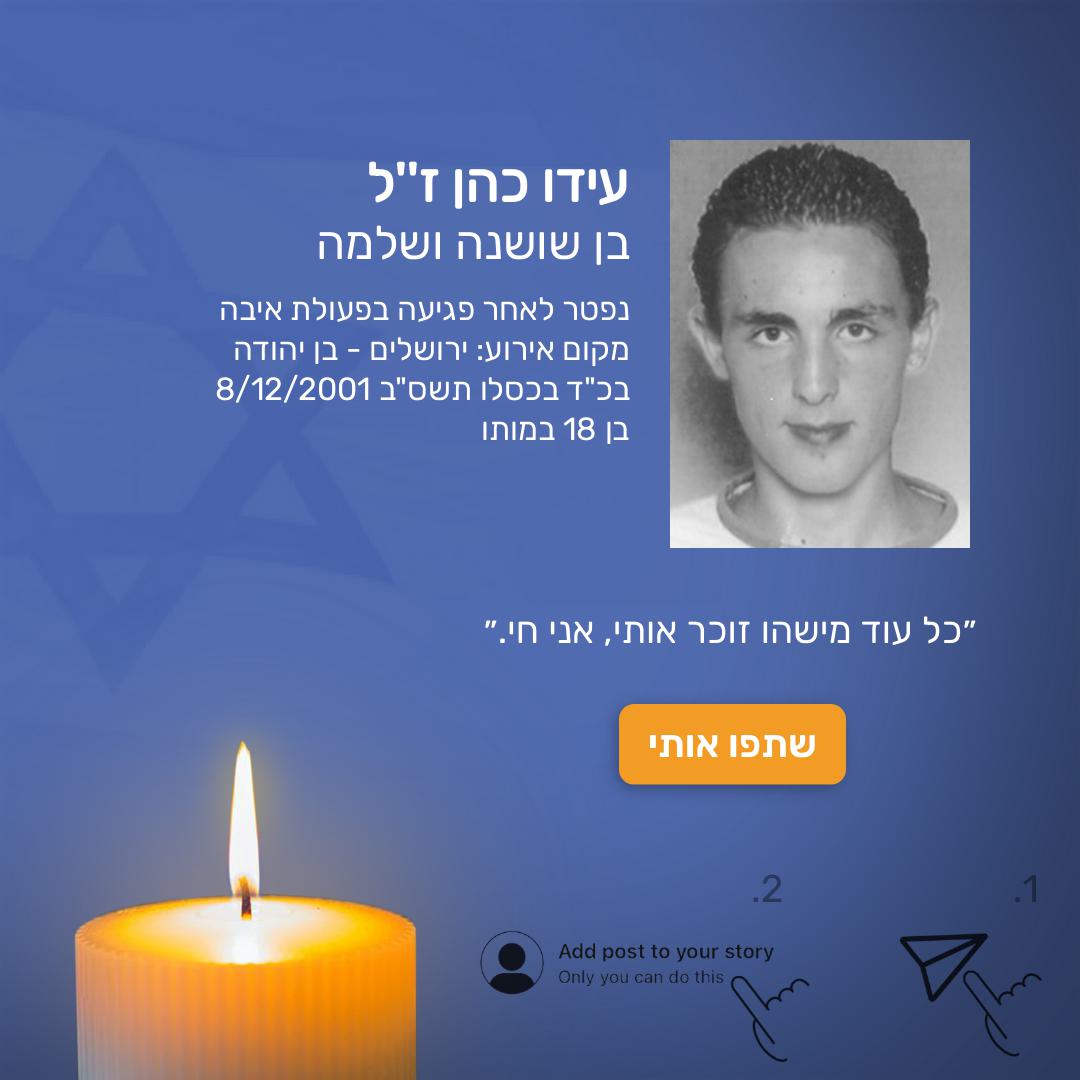 עידו כהן ז"ל
בן שושנה ושלמה
נפטר לאחר פגיעה בפעולת איבה
מקום אירוע: ירושלים - בן יהודה
בכ"ד בכסלו תשס"ב 8/12/2001
בן 18 במותו
״כל עוד מישהו זוכר אותי, אני חי.״
שתפו אותי
1.
2.
Add post to your story
Only you can do this